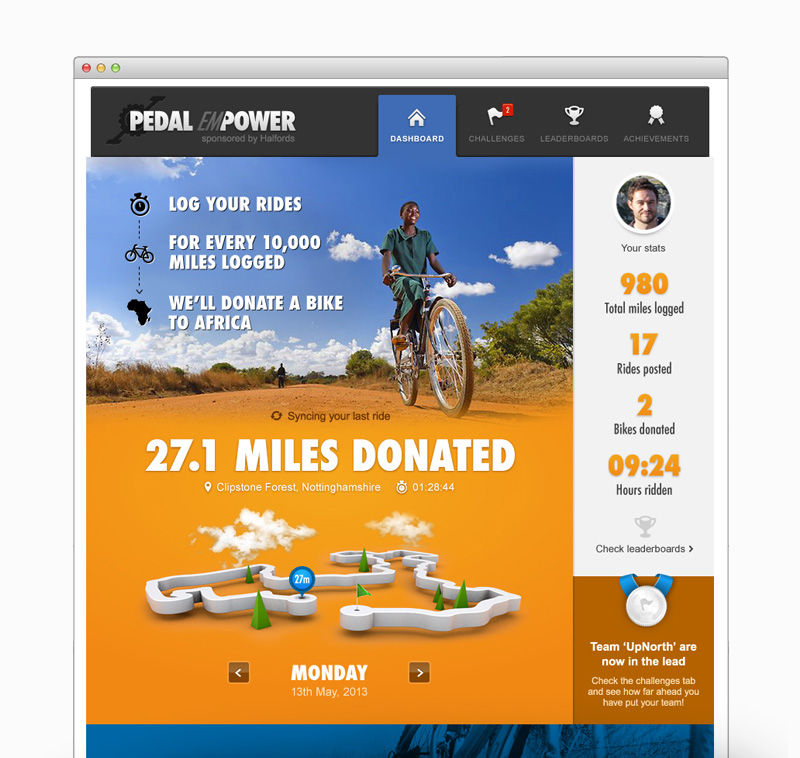 PEDAL EMPOWER
sponsored by Halfords
DASHBOARD
2
CHALLENGES
LEADERBOARDS
ACHIEVEMENTS
LOG YOUR RIDES
FOR EVERY 10,000
MILES LOGGED
WE'LL DONATE A BIKE
TO AFRICA
Syncing your last ride
27.1 MILES DONATED
Clipstone Forest, Nottinghamshire 01:28:44
27m
MONDAY
13th May, 2013
Your stats
980
Total miles logged
17
Rides posted
2
Bikes donated
09:24
Hours ridden
Check leaderboards
Team ‘UpNorth’ are
now in the lead
Check the challenges tab
and see how far ahead you
have put your team!